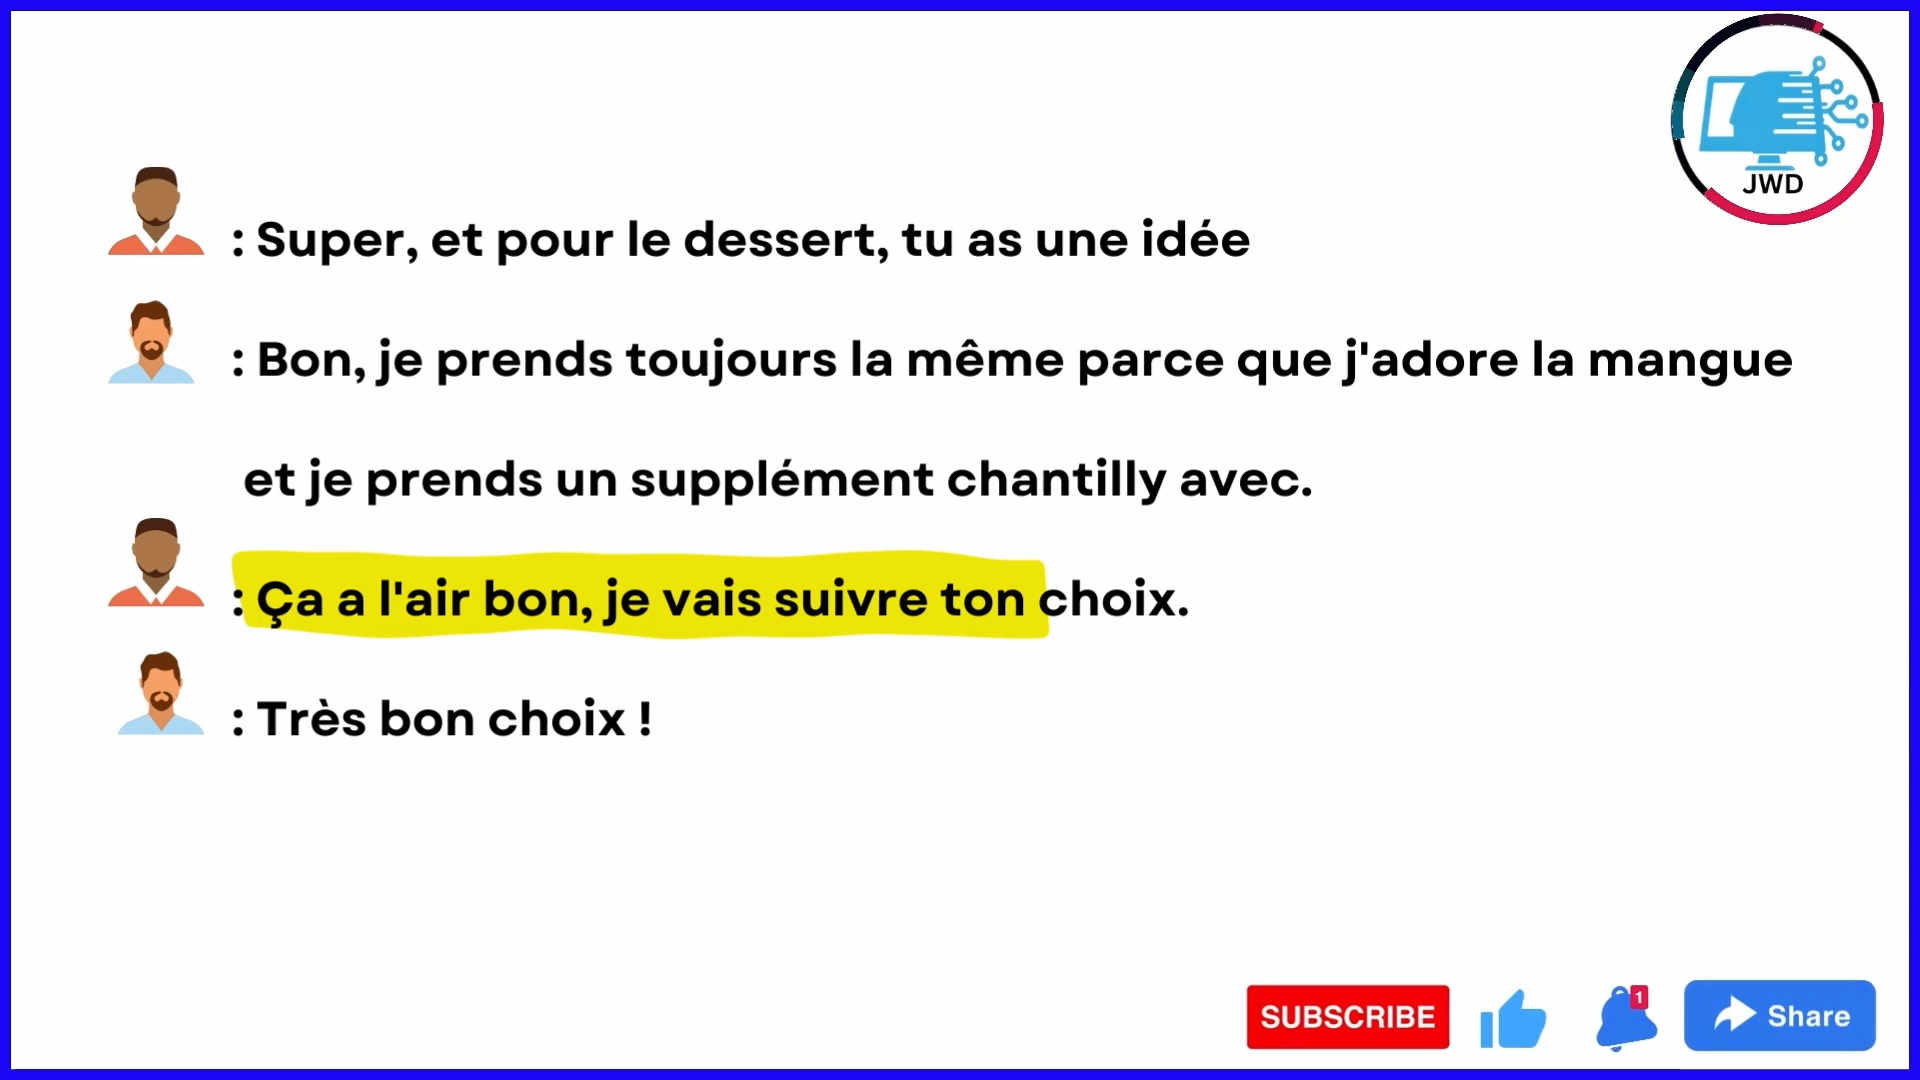 JWD
: Super, et pour le dessert, tu as une idée
: Bon, je prends toujours la même parce que j'adore la mangue
et je prends un supplément chantilly avec.
: Ça a l'air bon, je vais suivre ton choix.
: Très bon choix !
SUBSCRIBE
1
Share